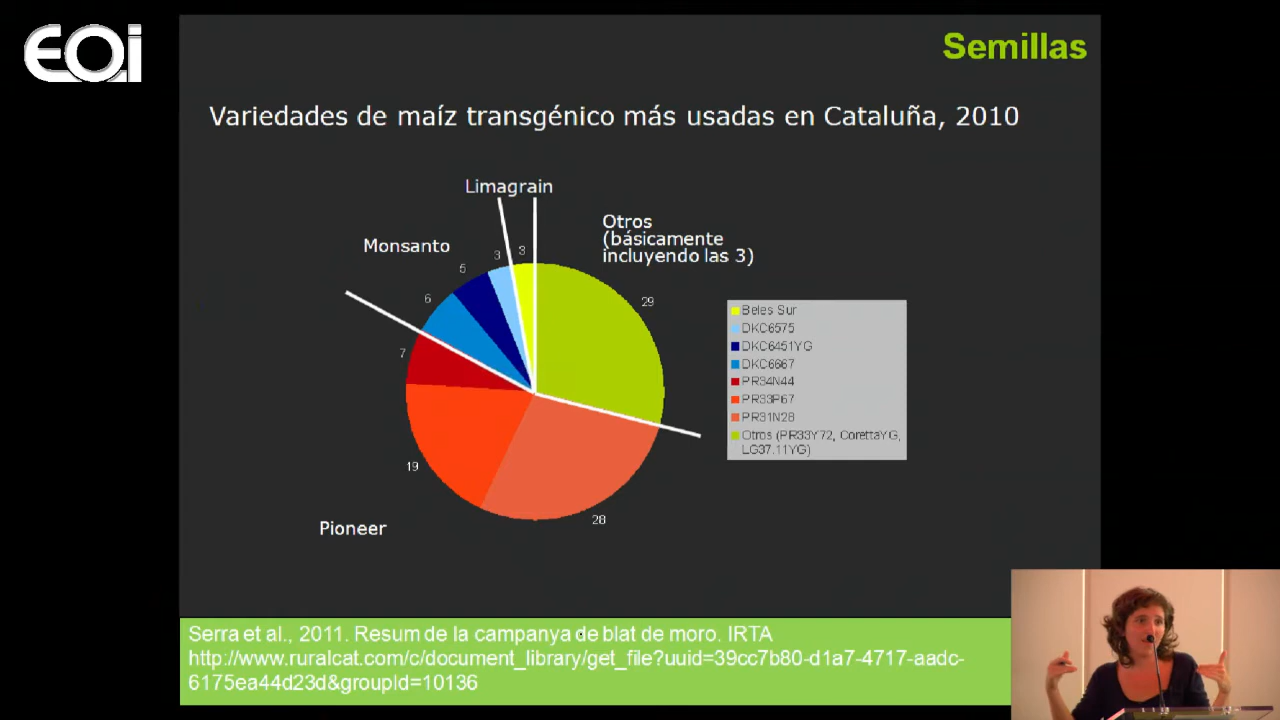 EOi
Semillas
Variedades de maíz transgénico más usadas en Cataluña, 2010
Limagrain
Otros
(básicamente
incluyendo las 3)
Monsanto
3
3
5
6
7
19
28
29
Pioneer
Beles Sur
DKC6575
DKC6451YG
DKC6667
PR34N44
PR33P67
PR31N28
Otros (PR33Y72, CorettaYG,
LG37.11YG)
Serra et al., 2011. Resum de la campanya de blat de moro. IRTA
http://www.ruralcat.com/c/document_library/get_file?uuid=39cc7b80-d1a7-4717-aadc-
6175ea44d23d&groupId=10136